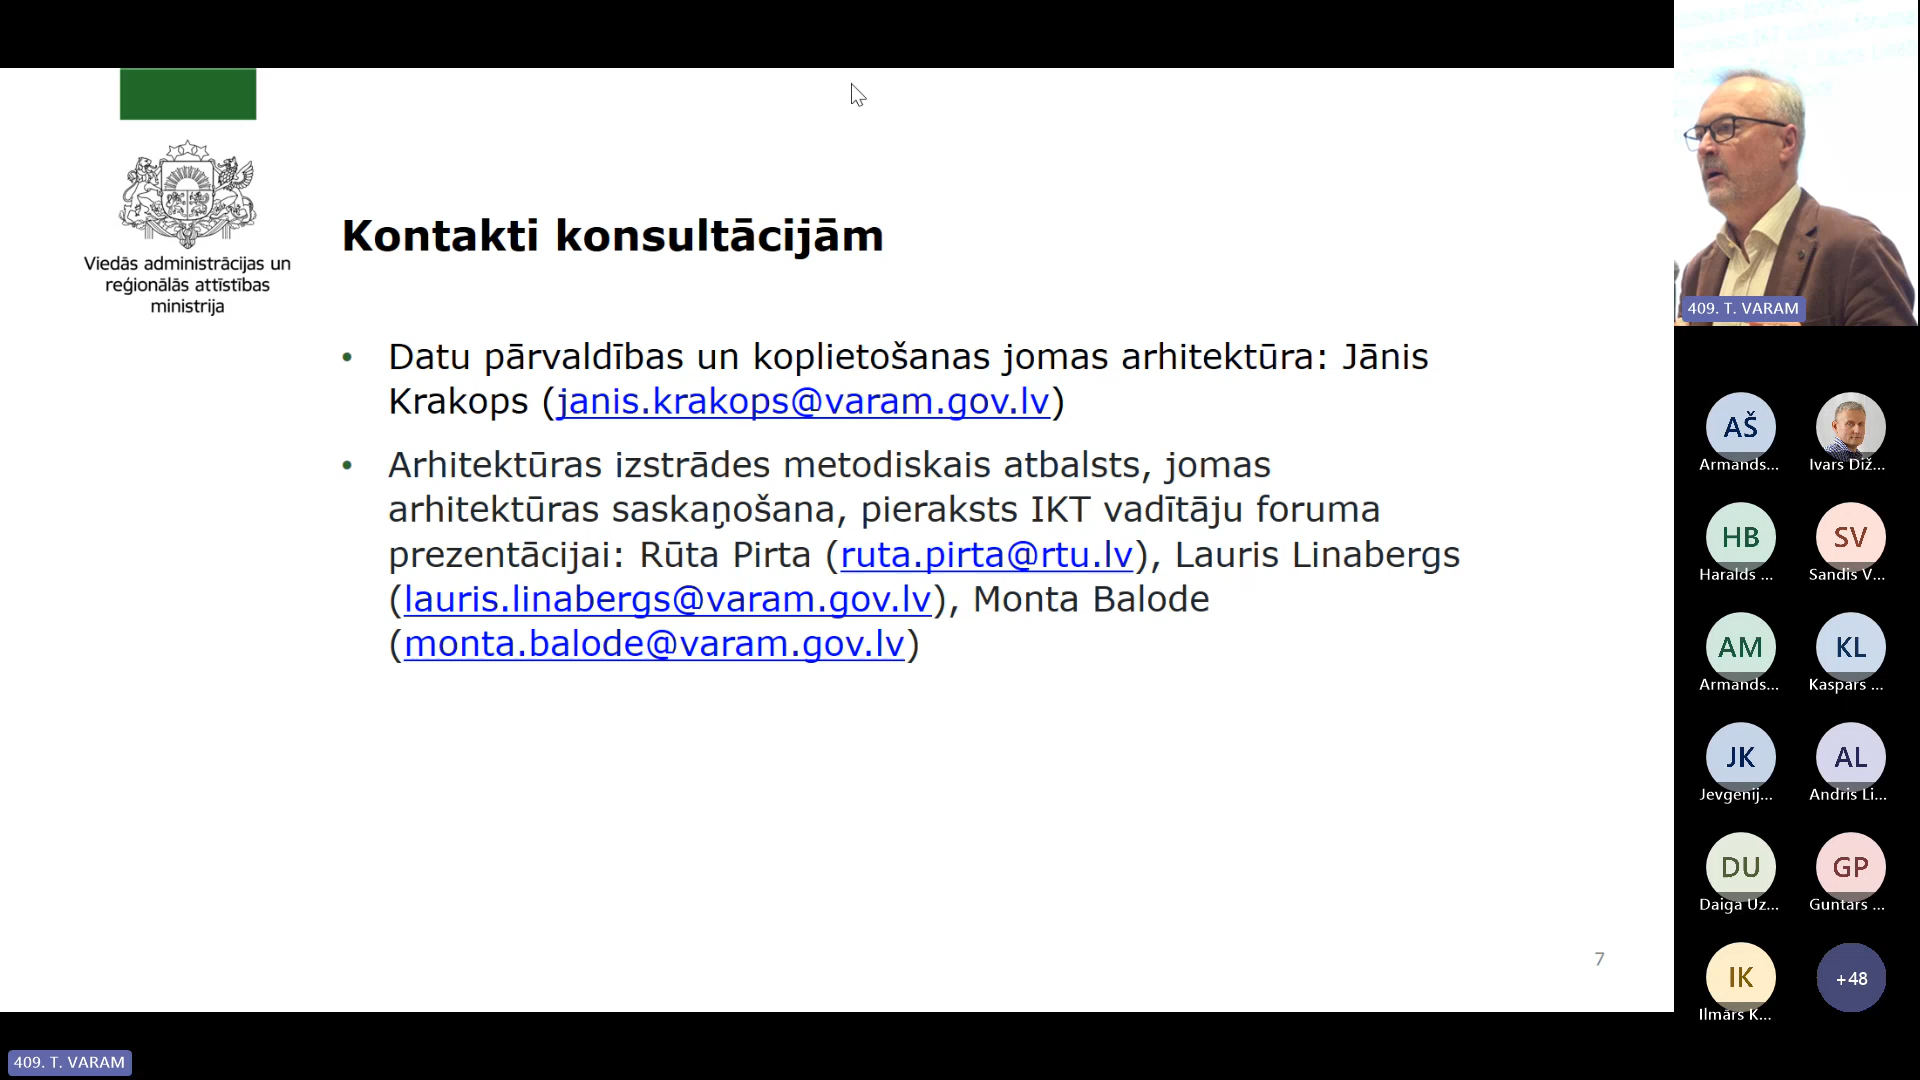 Viedās administrācijas un
reģionālās attīstības
ministrija
Kontakti konsultācijām
• Datu pārvaldības un koplietošanas jomas arhitektūra: Jānis
Krakops (janis.krakops@varam.gov.lv)
• Arhitektūras izstrādes metodiskais atbalsts, jomas
arhitektūras saskaņošana, pieraksts IKT vadītāju foruma
prezentācijai: Rūta Pirta (ruta.pirta@rtu.lv), Lauris Linabergs
(lauris.linabergs@varam.gov.lv), Monta Balode
(monta.balode@varam.gov.lv)
7
409. T. VARAM
AŠ
Armands...
Ivars Diž...
HB
Haralds ...
SV
Sandis V...
AM
Armands...
KL
Kaspars ...
JK
Jevgenij...
AL
Andris Li...
DU
Daiga Uz...
GP
Guntars ...
IK
Ilmārs K...
+48
409. T. VARAM